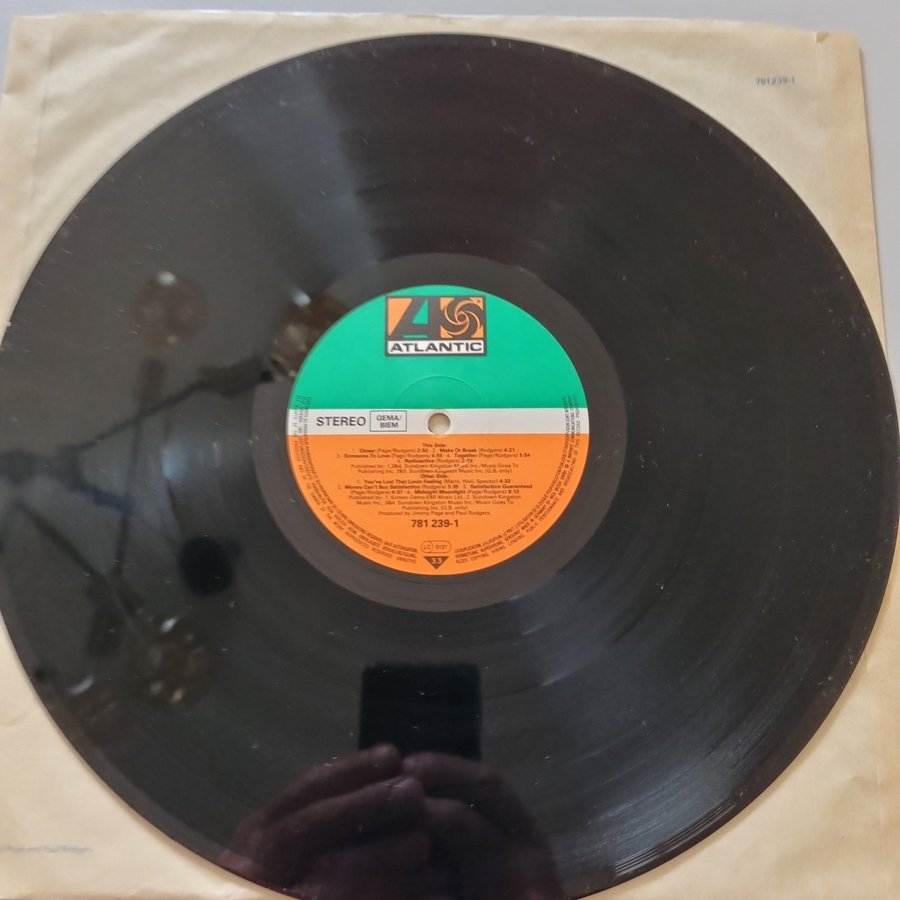 781 239-1
ATLANTIC
STEREO
GEMA/
BIEM
This Side:
1. Closer (Page/Rodgers) 2:52 2. Make Or Break (Rodgers) 4:21
3. Someone To Love (Page/Rodgers) 4:55 4. Together (Page/Rodgers) 3:54
5. Radioactive (Rodgers) 2:49
Published by: 1,3&4. Sundown Kingston Music Inc./Music Goes To
Publishing Inc. 2&5. Sundown Kingston Music Inc. (G.B. only)
Other Side:
1. You've Lost That Lovin Feeling (Mann, Weil, Spector) 4:33
2. Money Can't Buy Satisfaction (Rodgers) 3:35 3. Satisfaction Guaranteed
(Page/Rodgers) 4:07 4. Midnight Moonlight (Page/Rodgers) 9:13
Published by: 1. Screen Gems-EMI Music Ltd., 2. Sundown Kingston
Music Inc., 3&4. Sundown Kingston Music Inc./Music Goes To
Publishing Inc. (G.B. only)
Produced by Jimmy Page and Paul Rodgers.
781 239-1
LC 0121
33
Page and Paul Rodgers